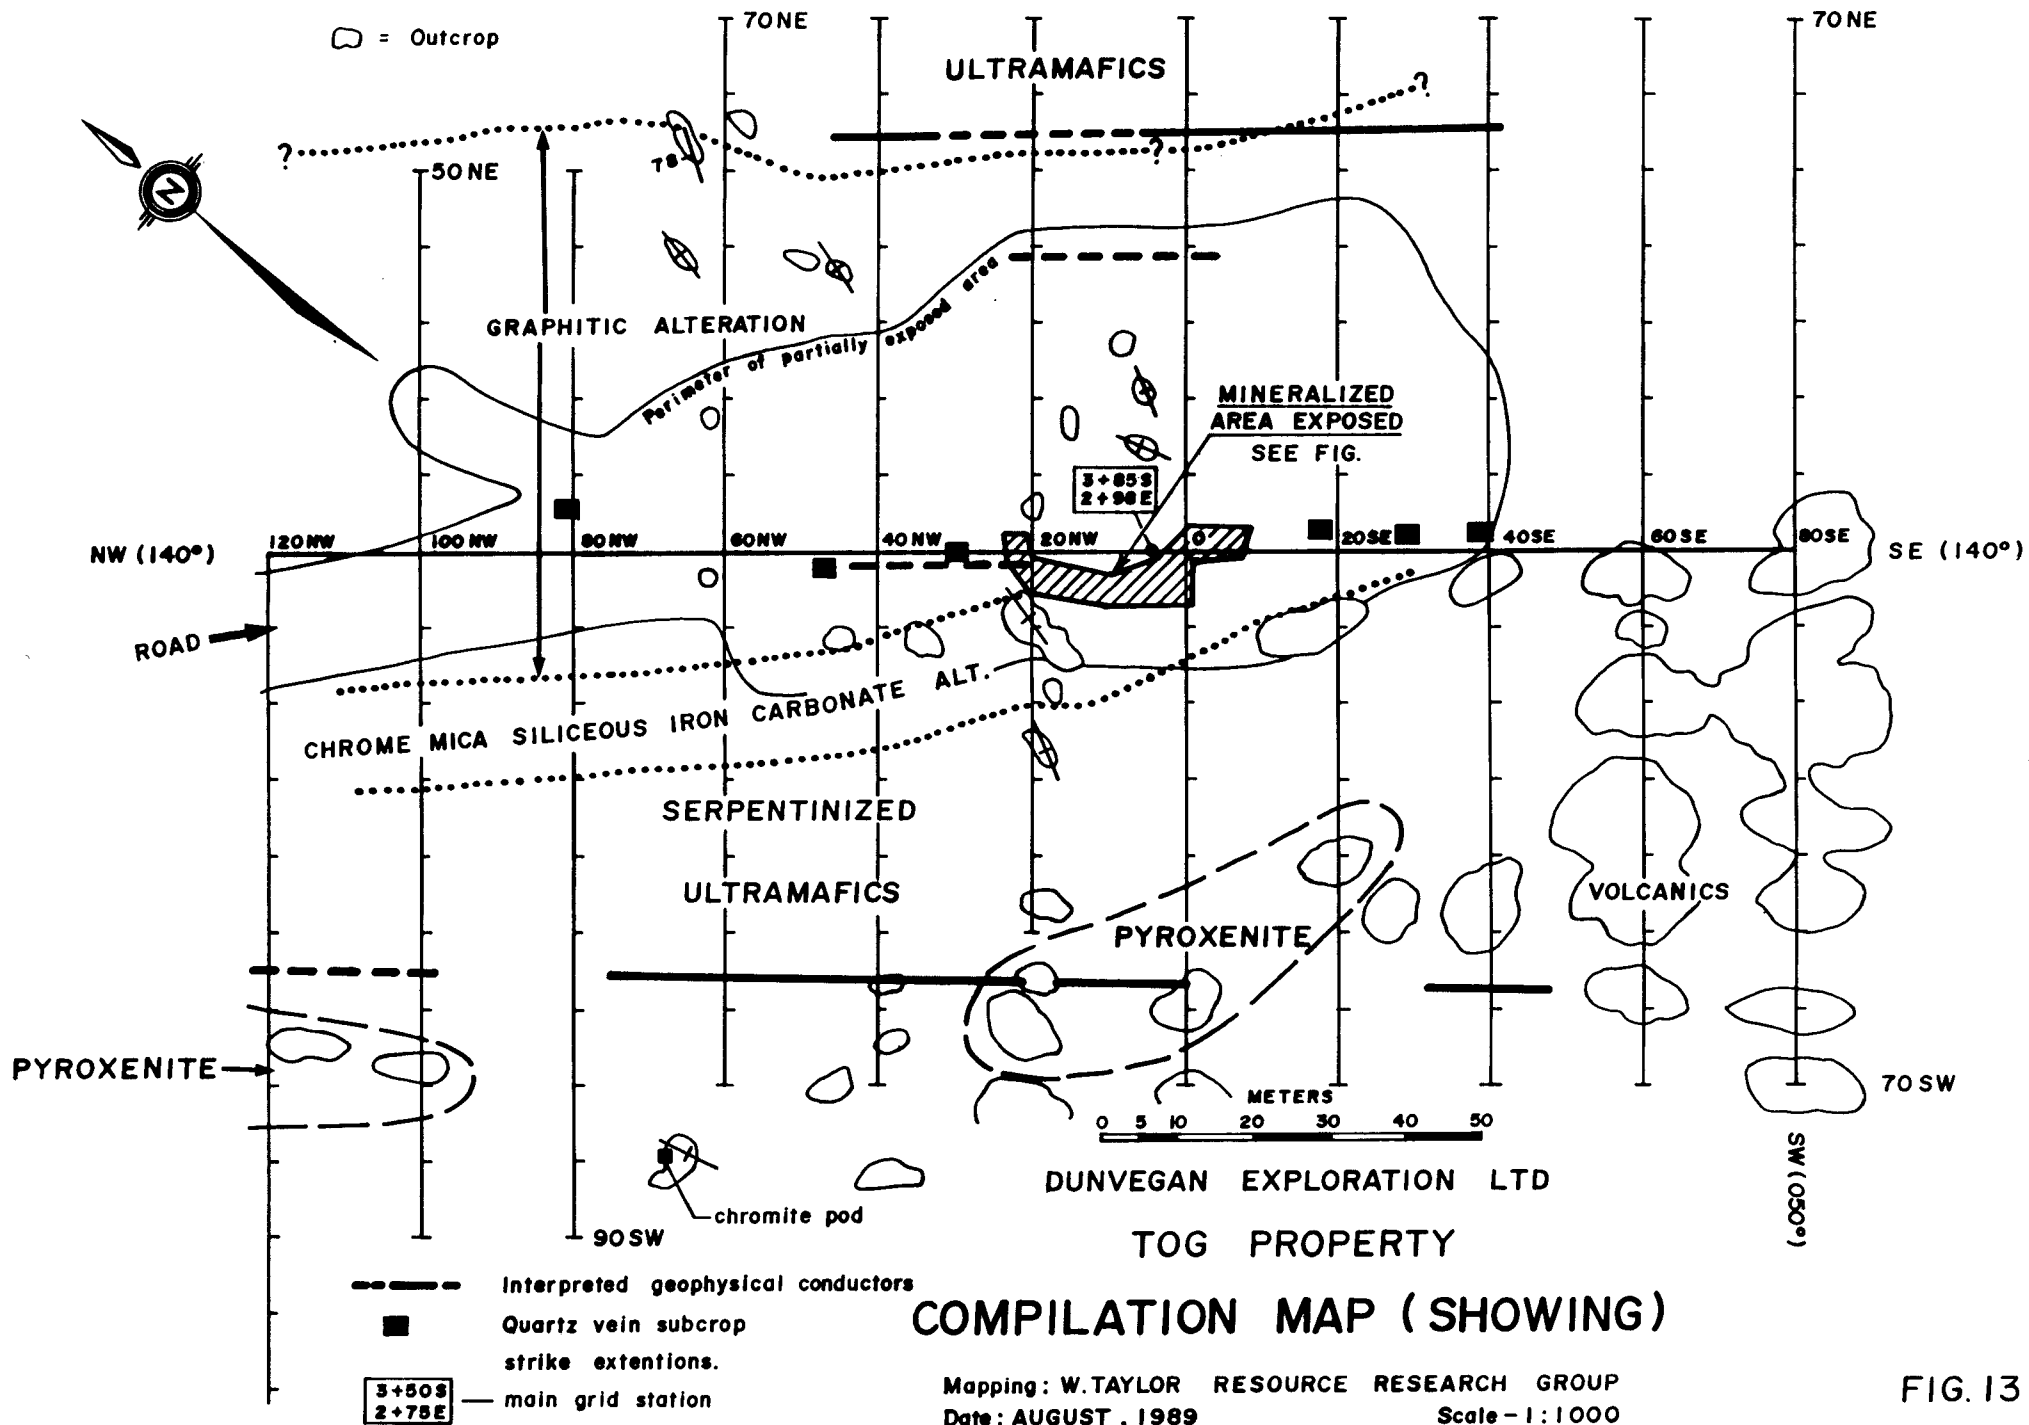 70NE
70NE
= Outcrop
ULTRAMAFICS
?
?
?
78
50NE
N
GRAPHITIC ALTERATION
Perimeter of partially exposed area
MINERALIZED
AREA EXPOSED
SEE FIG.
3+85S
2+98E
NW (140°)
120NW
100NW
80NW
60NW
40NW
20NW
0
20SE
40SE
60SE
80SE
SE (140°)
ROAD
CHROME MICA SILICEOUS IRON CARBONATE ALT.
SERPENTINIZED
ULTRAMAFICS
VOLCANICS
PYROXENITE
PYROXENITE
70SW
METERS
0 5 10 20 30 40 50
SW (050°)
chromite pod
90SW
DUNVEGAN EXPLORATION LTD
TOG PROPERTY
COMPILATION MAP (SHOWING)
Interpreted geophysical conductors
Quartz vein subcrop
strike extentions.
3+50S
2+75E
main grid station
Mapping: W. TAYLOR RESOURCE RESEARCH GROUP
Date: AUGUST, 1989 Scale-1:1000
FIG. 13